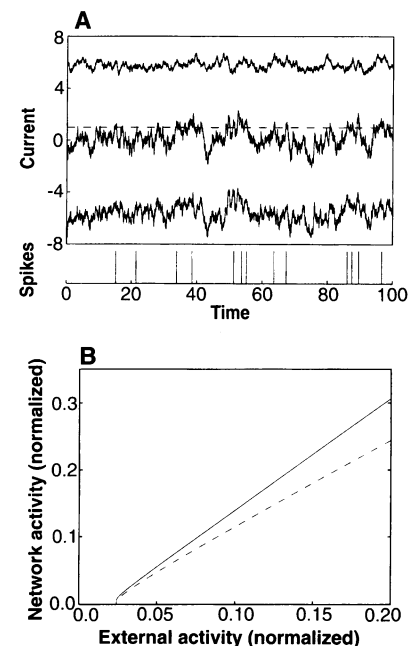 A
8
4
0
-4
-8
Current
Spikes
0 20 40 60 80 100
Time
B
0.3
0.2
0.1
0.0
Network activity (normalized)
0.0 0.05 0.10 0.15 0.20
External activity (normalized)